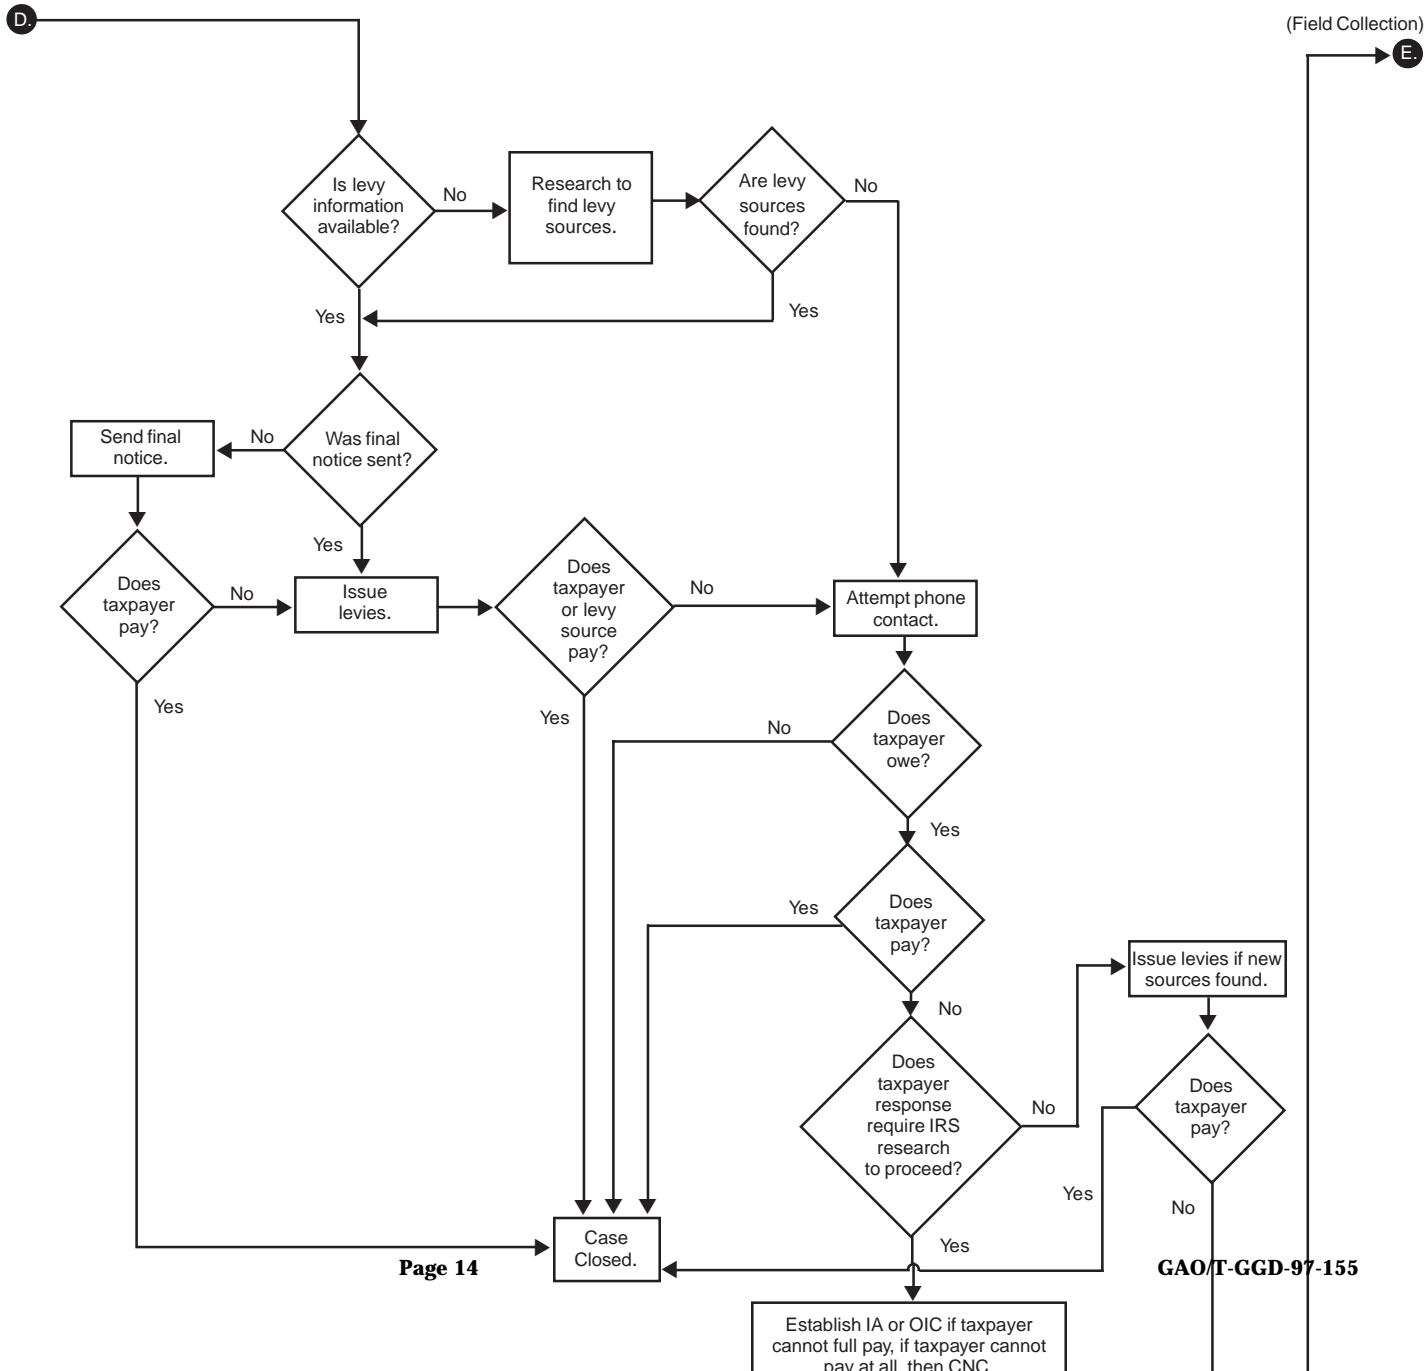 D.
(Field Collection)
E.
Is levy
information
available?
No
Research to
find levy
sources.
Are levy
sources
found?
No
Yes
Yes
Send final
notice.
No
Was final
notice sent?
Yes
Does
taxpayer
pay?
No
Issue
levies.
Does
taxpayer
or levy
source
pay?
No
Attempt phone
contact.
Yes
Yes
No
Does
taxpayer
owe?
Yes
Yes
Does
taxpayer
pay?
No
Issue levies if new
sources found.
Does
taxpayer
response
require IRS
research
to proceed?
No
Does
taxpayer
pay?
Yes
No
Yes
Case
Closed.
Page 14
GAO/T-GGD-97-155
Establish IA or OIC if taxpayer
cannot full pay, if taxpayer cannot
pay at all, then CNC